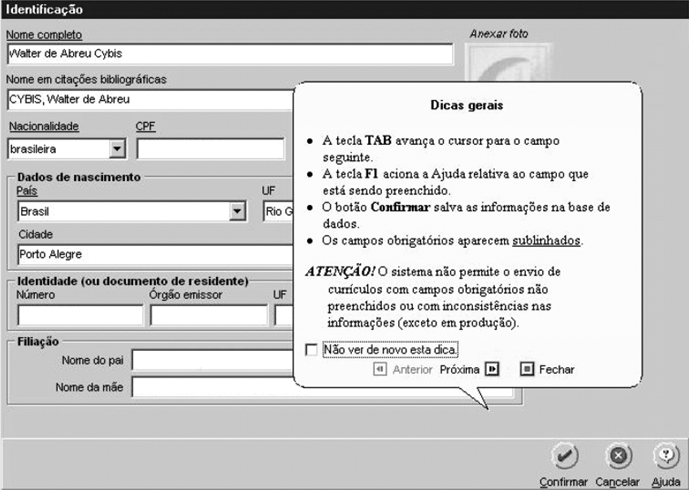 Identificação
Nome completo
Anexar foto
Walter de Abreu Cybis
Nome em citações bibliográficas
CYBIS, Walter de Abreu
Nacionalidade CPF
brasileira
Dados de nascimento
País UF
Brasil Rio G
Cidade
Porto Alegre
Identidade (ou documento de residente)
Número Órgão emissor UF
Filiação
Nome do pai
Nome da mãe
Dicas gerais
• A tecla TAB avança o cursor para o campo
seguinte.
• A tecla F1 aciona a Ajuda relativa ao campo que
está sendo preenchido.
• O botão Confirmar salva as informações na base de
dados.
• Os campos obrigatórios aparecem sublinhados.
ATENÇÃO! O sistema não permite o envio de
currículos com campos obrigatórios não
preenchidos ou com inconsistências nas
informações (exceto em produção).
Não ver de novo esta dica.
Anterior Próxima Fechar
Confirmar Cancelar Ajuda